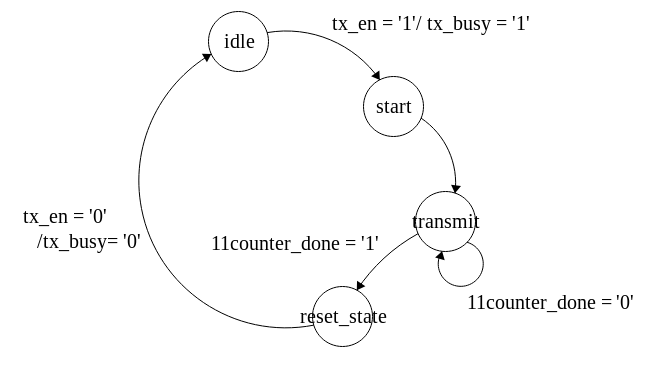 tx_en = '1'/ tx_busy = '1'
idle
start
transmit
tx_en = '0'
/tx_busy= '0'
11counter_done = '1'
11counter_done = '0'
reset_state